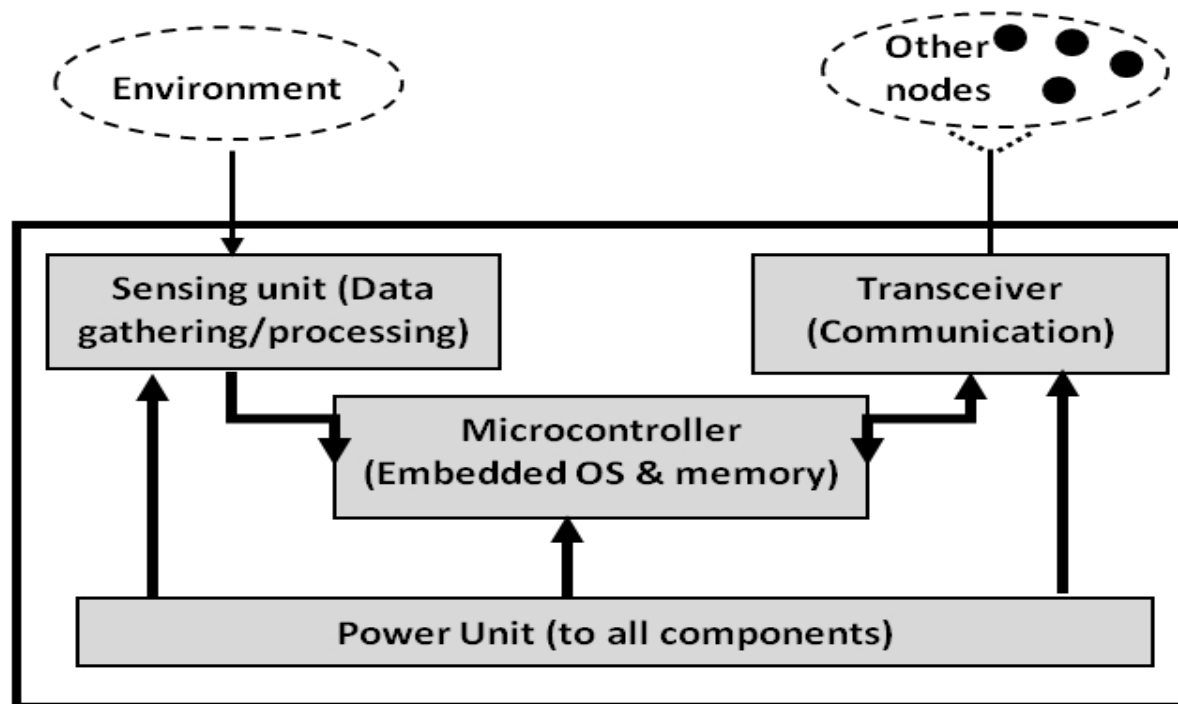 Environment
Other
nodes
Sensing unit (Data
gathering/processing)
Transceiver
(Communication)
Microcontroller
(Embedded OS & memory)
Power Unit (to all components)